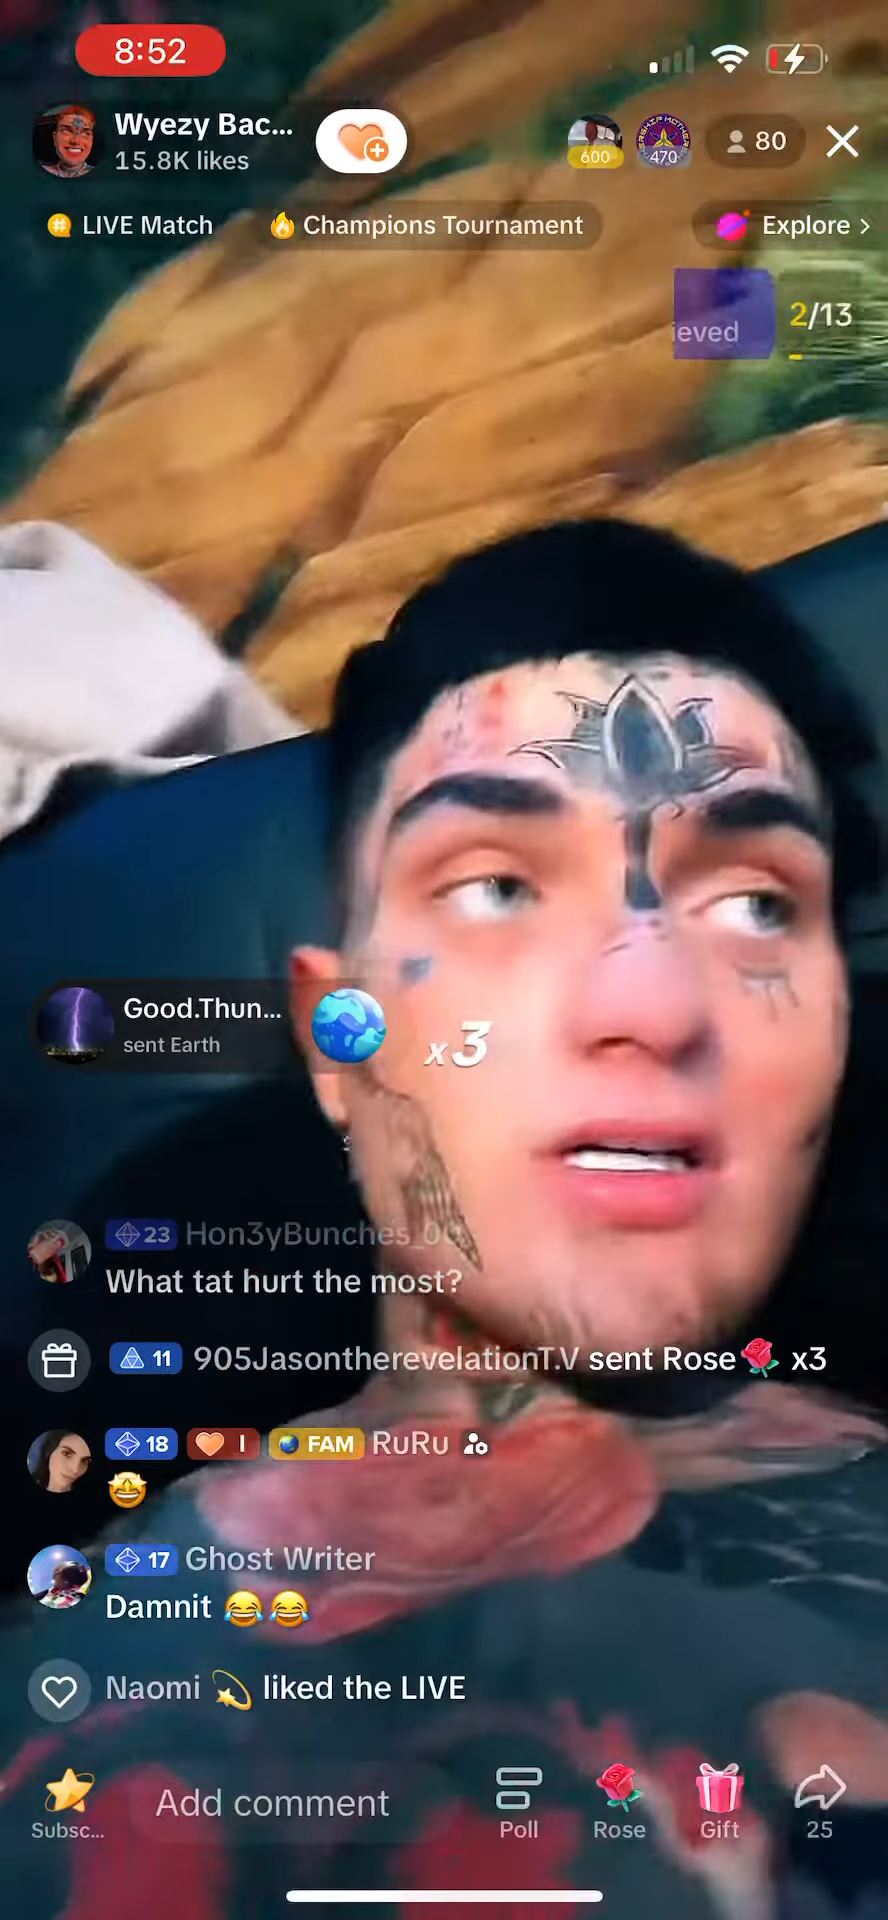 8:52
Wyezy Bac...
15.8K likes
600
470
80
LIVE Match
Champions Tournament
Explore >
ieved
2/13
Good.Thun...
sent Earth
x3
23 Hon3yBunches_0
What tat hurt the most?
11 905JasontherevelationT.V sent Rose x3
18 I FAM RuRu
17 Ghost Writer
Damnit 😂😂
Naomi 💫 liked the LIVE
Subsc...
Add comment
Poll
Rose
Gift
25